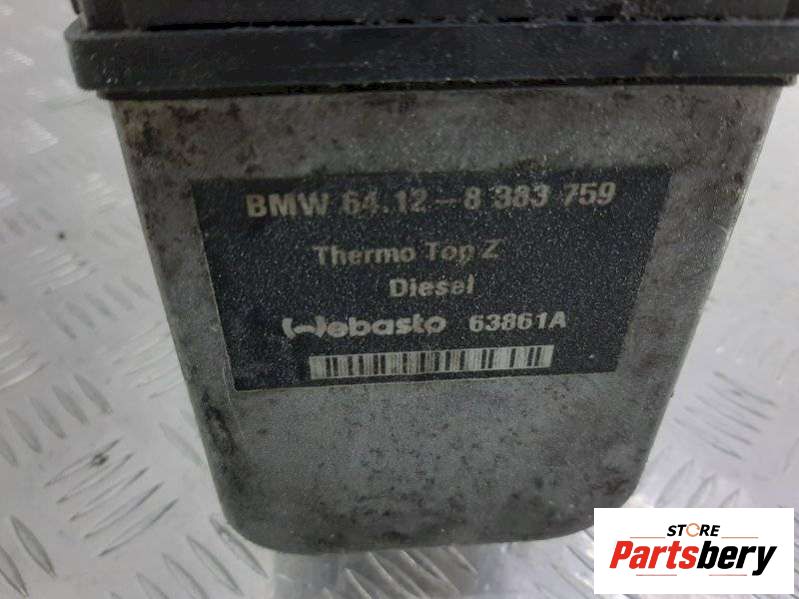 BMW 64.12-8 383 759
Thermo Top Z
Diesel
Webasto 63861A
STORE
Partsbery